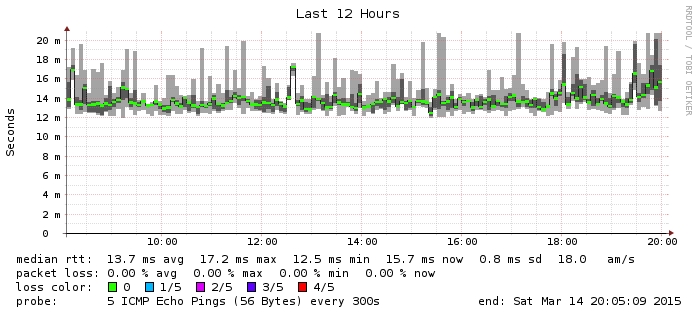 Last 12 Hours
RRDTOOL / TOBI OETIKER
Seconds
20 m
18 m
16 m
14 m
12 m
10 m
8 m
6 m
4 m
2 m
0
10:00 12:00 14:00 16:00 18:00 20:00
median rtt: 13.7 ms avg 17.2 ms max 12.5 ms min 15.7 ms now 0.8 ms sd 18.0 am/s
packet loss: 0.00 % avg 0.00 % max 0.00 % min 0.00 % now
loss color: 0 1/5 2/5 3/5 4/5
probe: 5 ICMP Echo Pings (56 Bytes) every 300s end: Sat Mar 14 20:05:09 2015